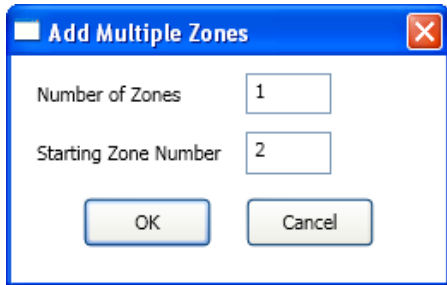 Add Multiple Zones
Number of Zones 1
Starting Zone Number 2
OK Cancel